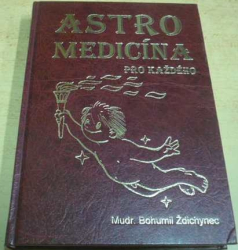 ASTRO
MEDICÍNA
PRO KAŽDÉHO
Mudr. Bohumil Ždichynec